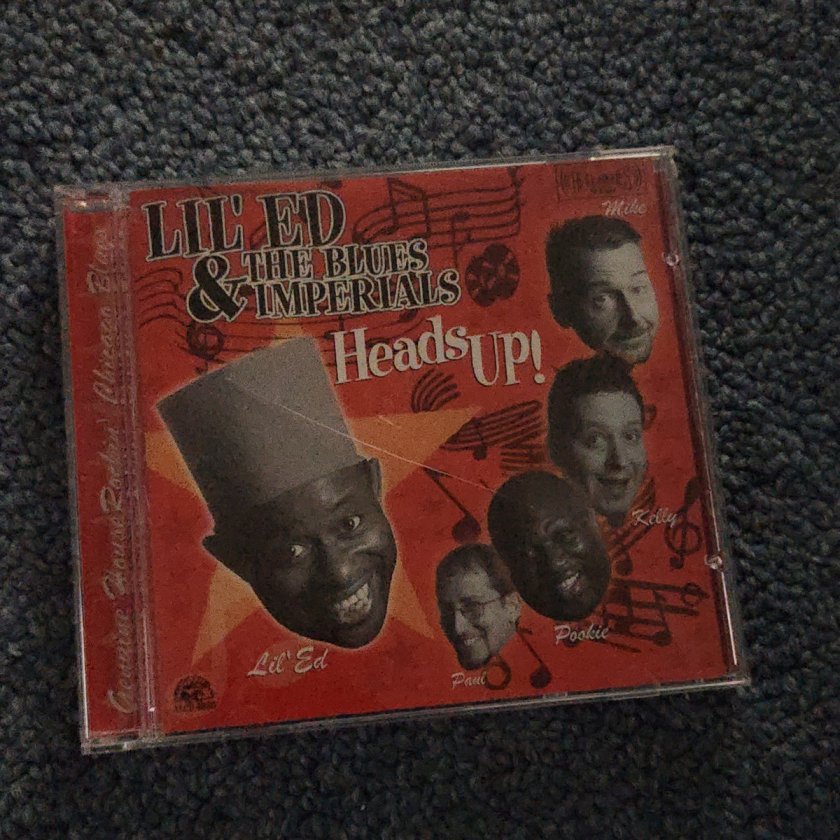 LIL' ED
& THE BLUES
IMPERIALS
Heads Up!
Mike
Kelly
Pookie
Paul
Lil' Ed
Genuine HouseRockin' Chicago Blues